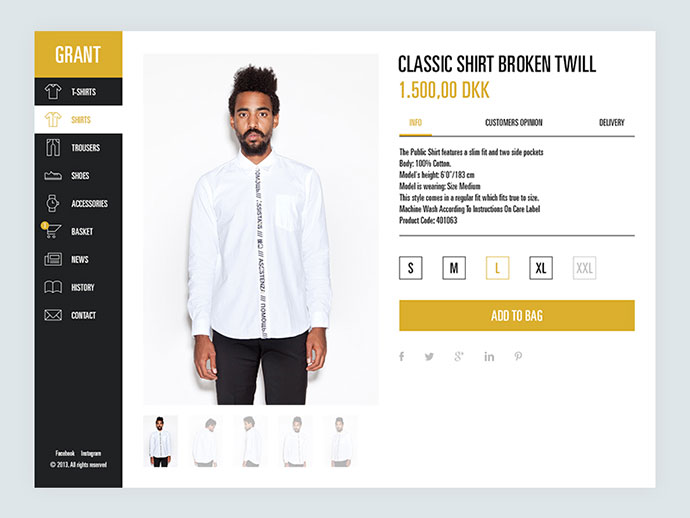 GRANT
T-SHIRTS
SHIRTS
TROUSERS
SHOES
ACCESSORIES
BASKET
NEWS
HISTORY
CONTACT
Facebook Instagram
© 2013, All rights reserved
CLASSIC SHIRT BROKEN TWILL
1.500,00 DKK
INFO CUSTOMERS OPINION DELIVERY
The Public Shirt features a slim fit and two side pockets
Body: 100% Cotton.
Model's height: 6'0"/183 cm
Model is wearing: Size Medium
This style comes in a regular fit which fits true to size.
Machine Wash According To Instructions On Care Label
Product Code: 401063
S M L XL XXL
ADD TO BAG
f g+ in